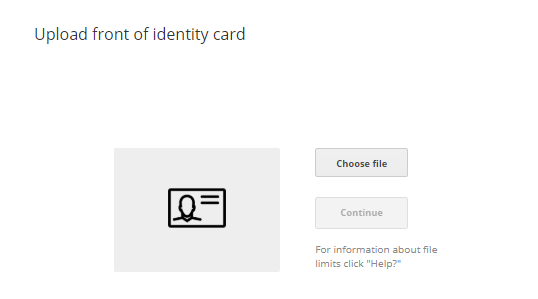 Upload front of identity card
Choose file
Continue
For information about file
limits click "Help?"